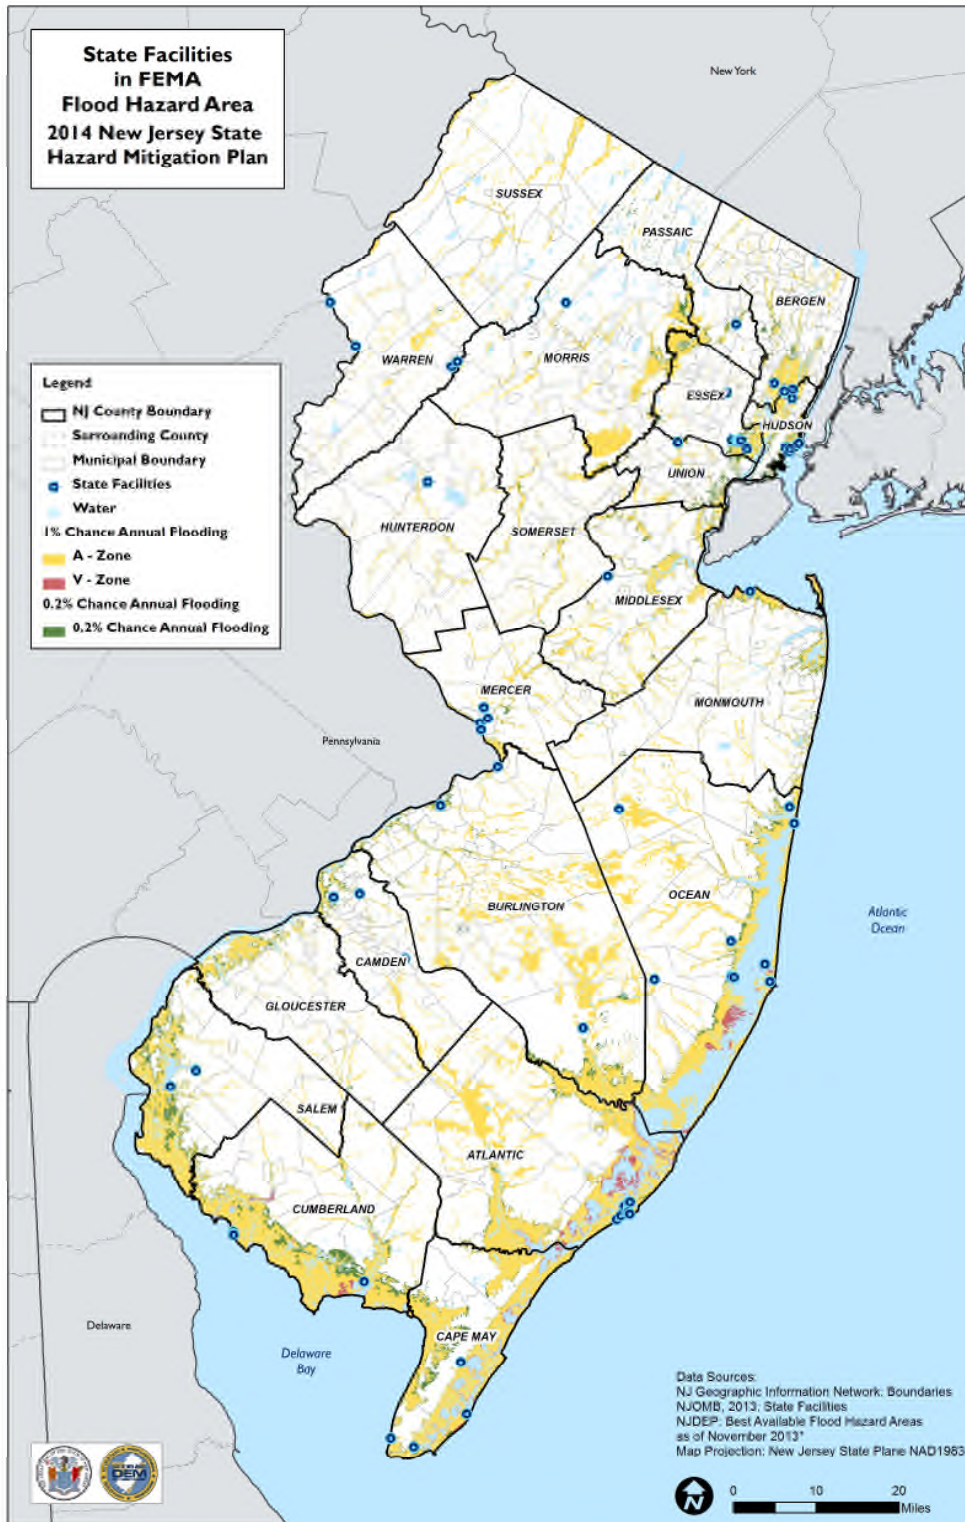 State Facilities
in FEMA
Flood Hazard Area
2014 New Jersey State
Hazard Mitigation Plan
New York
SUSSEX
PASSAIC
BERGEN
WARREN
MORRIS
ESSEX
HUDSON
UNION
Legend
NJ County Boundary
Surrounding County
Municipal Boundary
State Facilities
Water
1% Chance Annual Flooding
A - Zone
V - Zone
0.2% Chance Annual Flooding
0.2% Chance Annual Flooding
HUNTERDON
SOMERSET
MIDDLESEX
MERCER
MONMOUTH
Pennsylvania
OCEAN
BURLINGTON
Atlantic
Ocean
CAMDEN
GLOUCESTER
SALEM
ATLANTIC
CUMBERLAND
Delaware
CAPE MAY
Delaware
Bay
Data Sources:
NJ Geographic Information Network: Boundaries
NJOMB, 2013: State Facilities
NJDEP: Best Available Flood Hazard Areas
as of November 2013*
Map Projection: New Jersey State Plane NAD1983
DEM
N
0 10 20
Miles